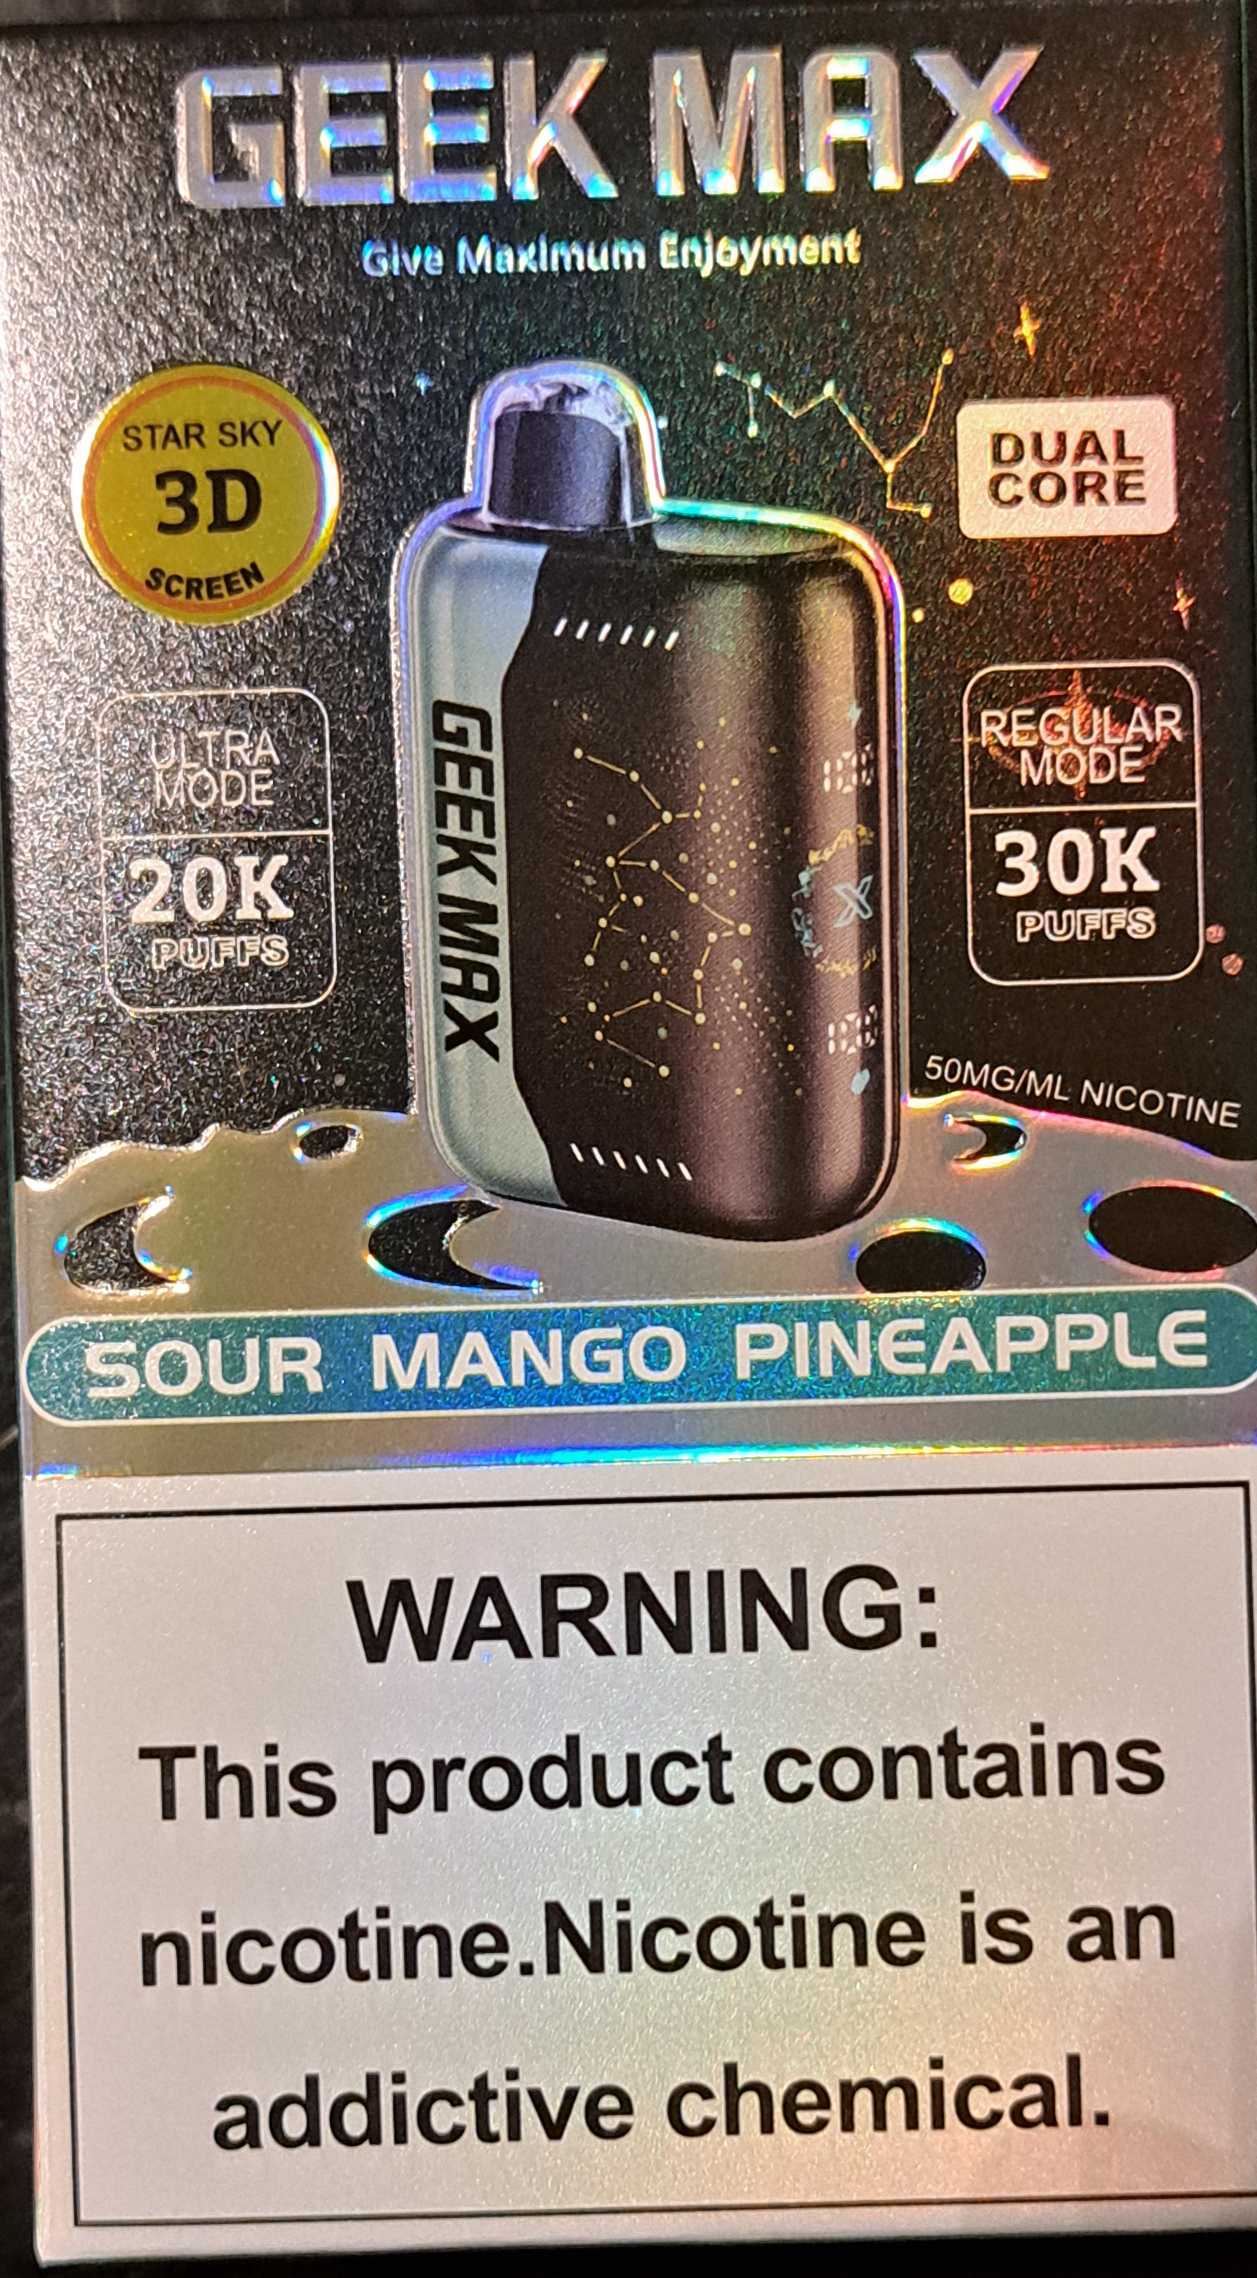 GEEK MAX
Give Maximum Enjoyment
STAR SKY
3D
SCREEN
DUAL
CORE
ULTRA
MODE
20K
PUFFS
GEEK MAX
X
REGULAR
MODE
30K
PUFFS
50MG/ML NICOTINE
SOUR MANGO PINEAPPLE
WARNING:
This product contains
nicotine.Nicotine is an
addictive chemical.